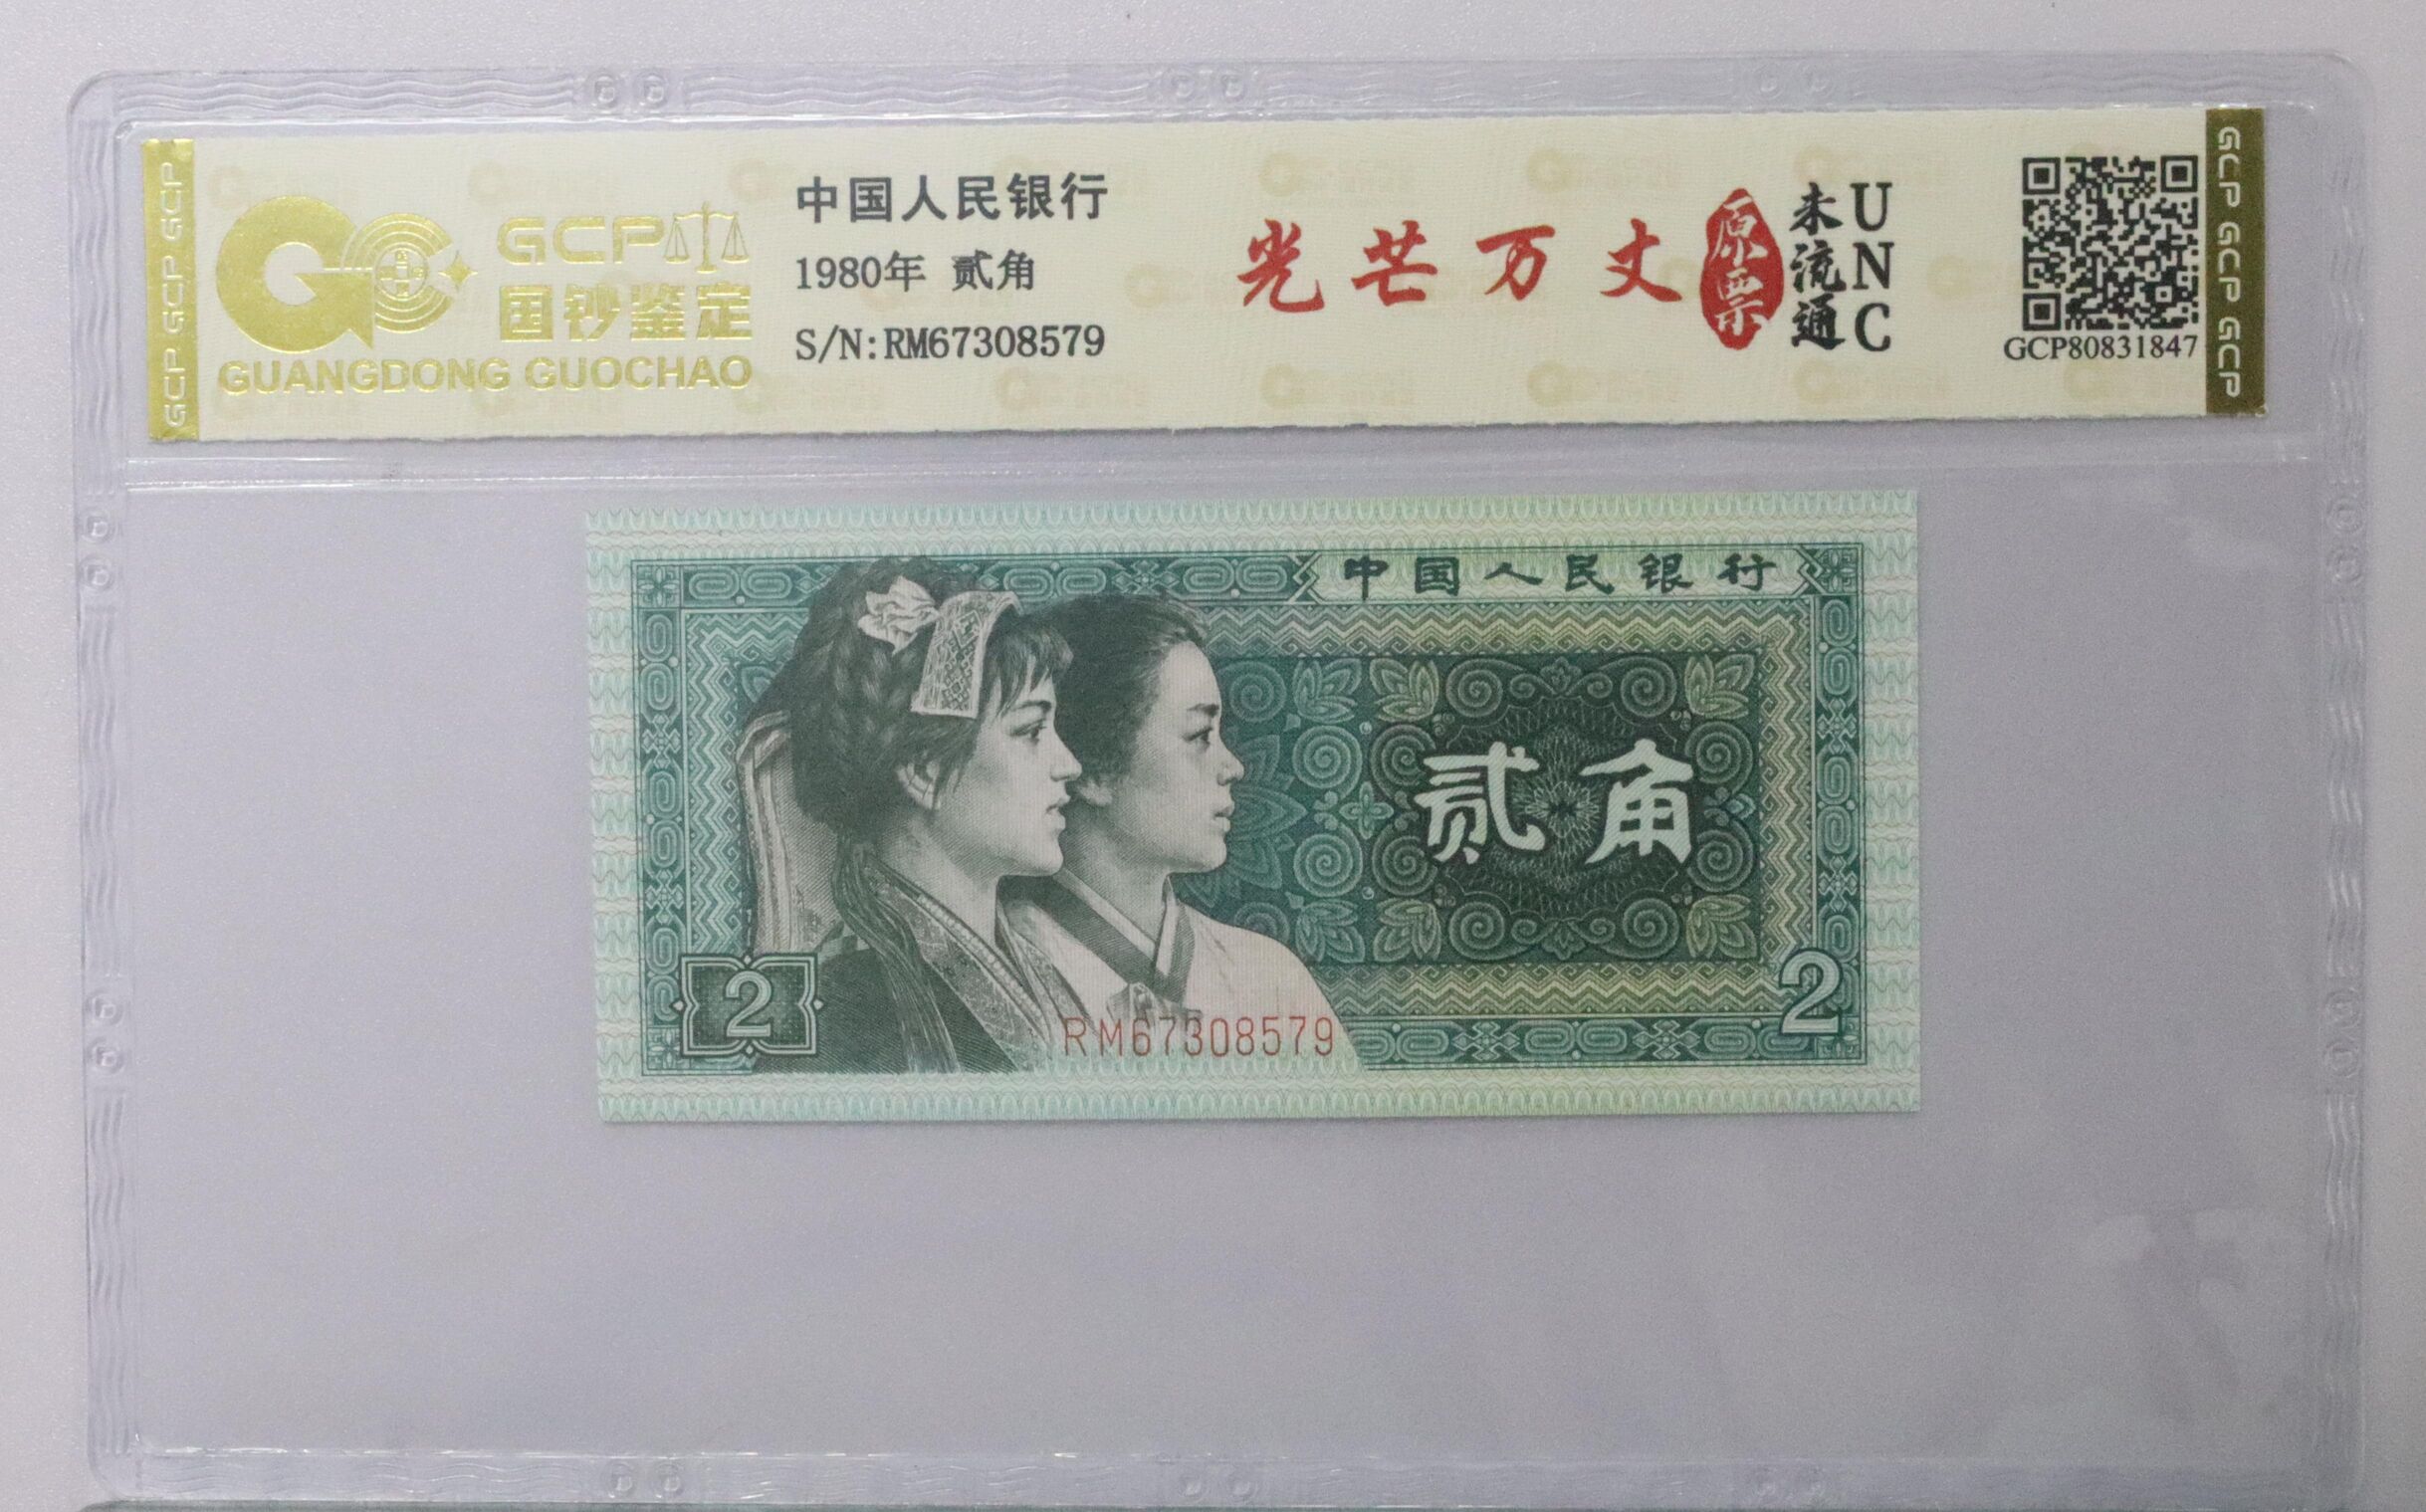 GCP GCP GCP
GCP
国钞鉴定
GUANGDONG GUOCHAO
中国人民银行
1980年 贰角
S/N:RM67308579
光芒万丈
原票
未流通
UNC
GCP80831847
GCP GCP GCP
中国人民银行
贰角
2
RM67308579
2